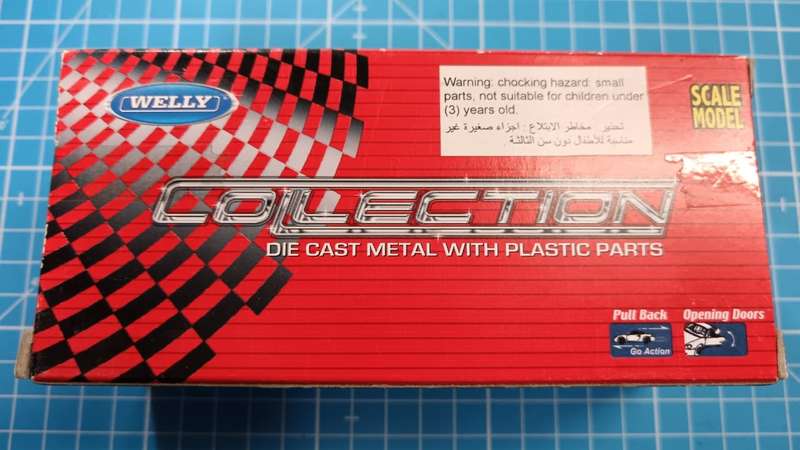 WELLY
Warning: chocking hazard: small
parts, not suitable for children under
(3) years old.
تحذير : مخاطر الابتلاع : اجزاء صغيرة غير
مناسبة للأطفال دون سن الثالثة .
SCALE
MODEL
COLLECTION
DIE CAST METAL WITH PLASTIC PARTS
Pull Back
Go Action
Opening Doors